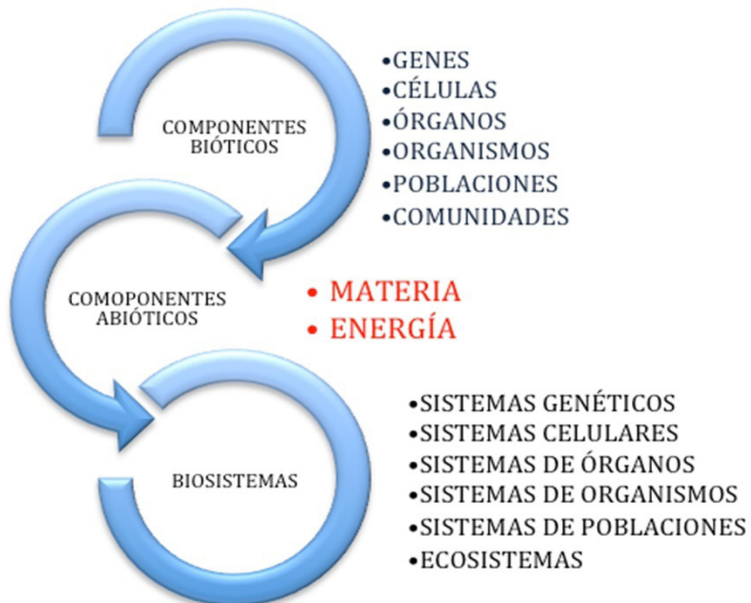 COMPONENTES
BIÓTICOS
•GENES
•CÉLULAS
•ÓRGANOS
•ORGANISMOS
•POBLACIONES
•COMUNIDADES
COMOPONENTES
ABIÓTICOS
• MATERIA
• ENERGÍA
BIOSISTEMAS
•SISTEMAS GENÉTICOS
•SISTEMAS CELULARES
•SISTEMAS DE ÓRGANOS
•SISTEMAS DE ORGANISMOS
•SISTEMAS DE POBLACIONES
•ECOSISTEMAS